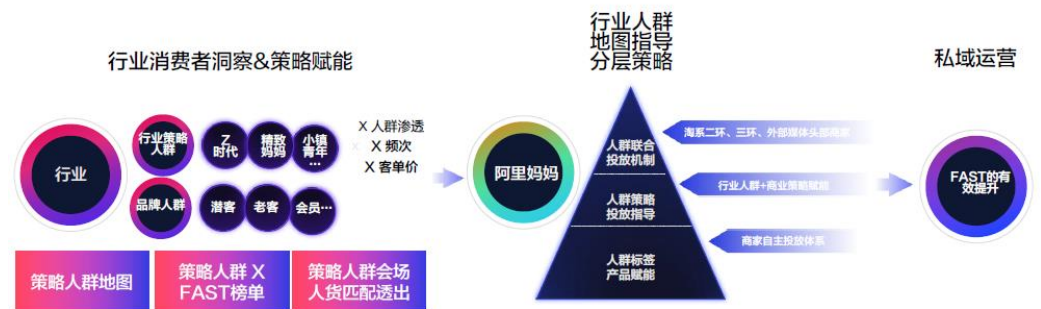 行业消费者洞察&策略赋能
行业
行业策略
人群
Z
时代
精致
妈妈
小镇
青年
…
X 人群渗透
X 频次
X 客单价
品牌人群
潜客
老客
会员…
策略人群地图
策略人群 X
FAST榜单
策略人群会场
人货匹配透出
阿里妈妈
行业人群
地图指导
分层策略
人群联合
投放机制
淘系二环、三环、外部媒体头部商家
人群策略
投放指导
行业人群+商业策略赋能
人群标签
产品赋能
商家自主投放体系
私域运营
FAST的有
效提升